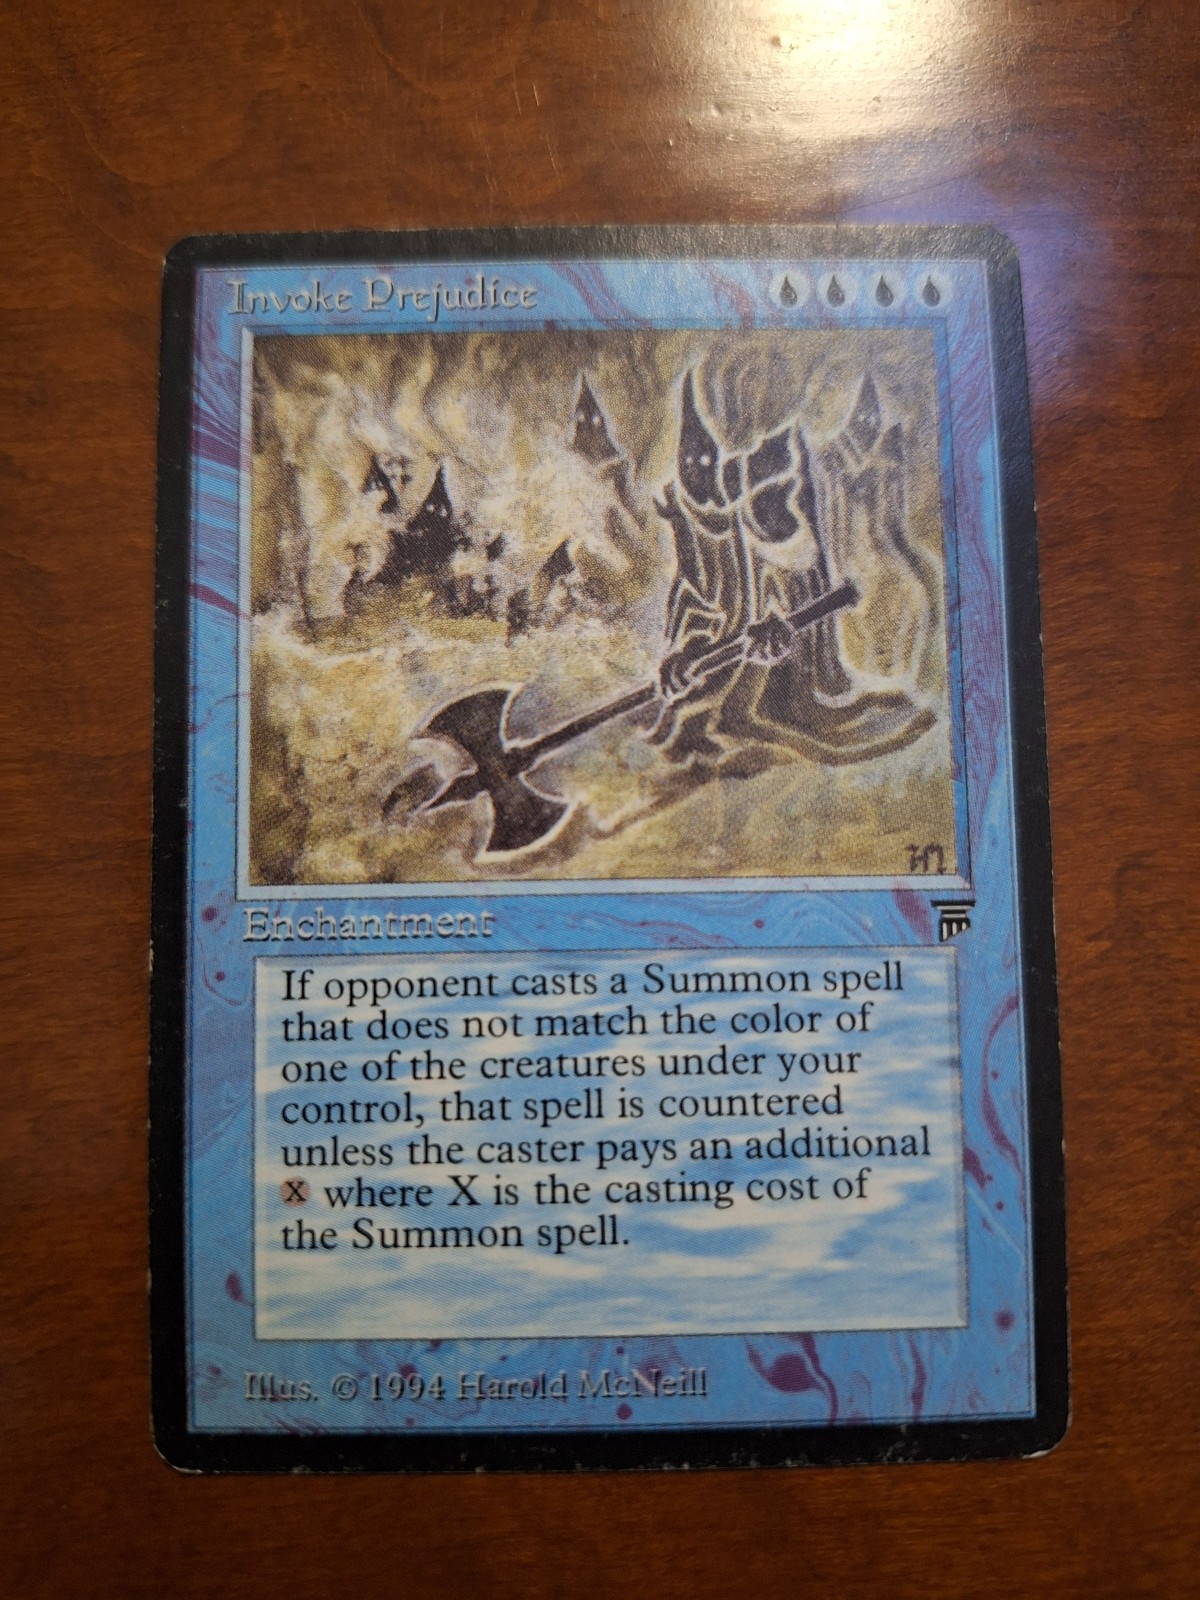 Invoke Prejudice
HM
Enchantment
If opponent casts a Summon spell
that does not match the color of
one of the creatures under your
control, that spell is countered
unless the caster pays an additional
X where X is the casting cost of
the Summon spell.
Illus. © 1994 Harold McNeill